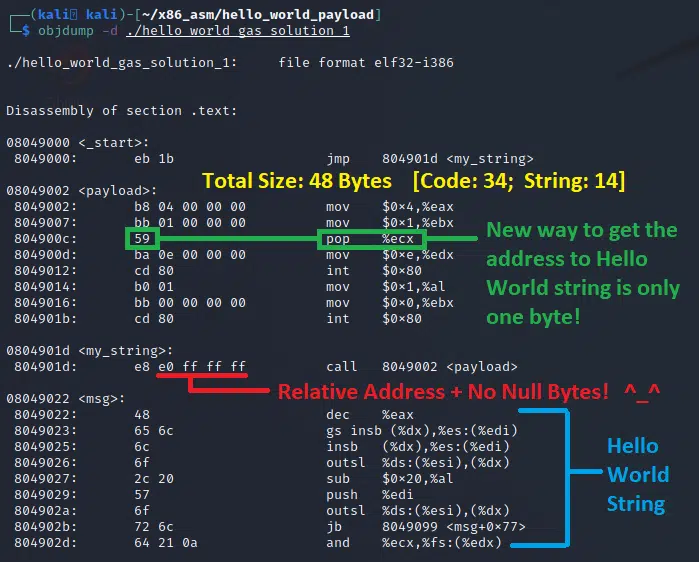 (kali㉿ kali)-[~/x86_asm/hello_world_payload]
$ objdump -d ./hello_world_gas_solution_1
./hello_world_gas_solution_1:     file format elf32-i386
Disassembly of section .text:
08049000 <_start>:
8049000: eb 1b jmp 804901d <my_string>
Total Size: 48 Bytes [Code: 34; String: 14]
08049002 <payload>:
8049002: b8 04 00 00 00 mov $0×4,%eax
8049007: bb 01 00 00 00 mov $0×1,%ebx
804900c: 59 pop %ecx
804900d: ba 0e 00 00 00 mov $0×e,%edx
8049012: cd 80 int $0×80
8049014: b0 01 mov $0×1,%al
8049016: bb 00 00 00 00 mov $0×0,%ebx
804901b: cd 80 int $0×80
New way to get the
address to Hello
World string is only
one byte!
0804901d <my_string>:
804901d: e8 e0 ff ff ff call 8049002 <payload>
Relative Address + No Null Bytes! ^_^
08049022 <msg>:
8049022: 48 dec %eax
8049023: 65 6c gs insb (%dx),%es:(%edi)
8049025: 6c insb (%dx),%es:(%edi)
8049026: 6f outsl %ds:(%esi),(%dx)
8049027: 2c 20 sub $0×20,%al
8049029: 57 push %edi
804902a: 6f outsl %ds:(%esi),(%dx)
804902b: 72 6c jb 8049099 <msg+0×77>
804902d: 64 21 0a and %ecx,%fs:(%edx)
Hello
World
String